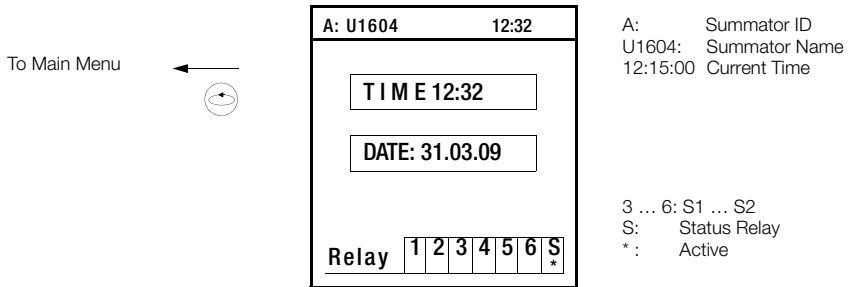 To Main Menu
A: U1604 12:32
T I M E 12:32
DATE: 31.03.09
Relay 1 2 3 4 5 6 S
*
A: Summator ID
U1604: Summator Name
12:15:00 Current Time
3 … 6: S1 … S2
S: Status Relay
* : Active